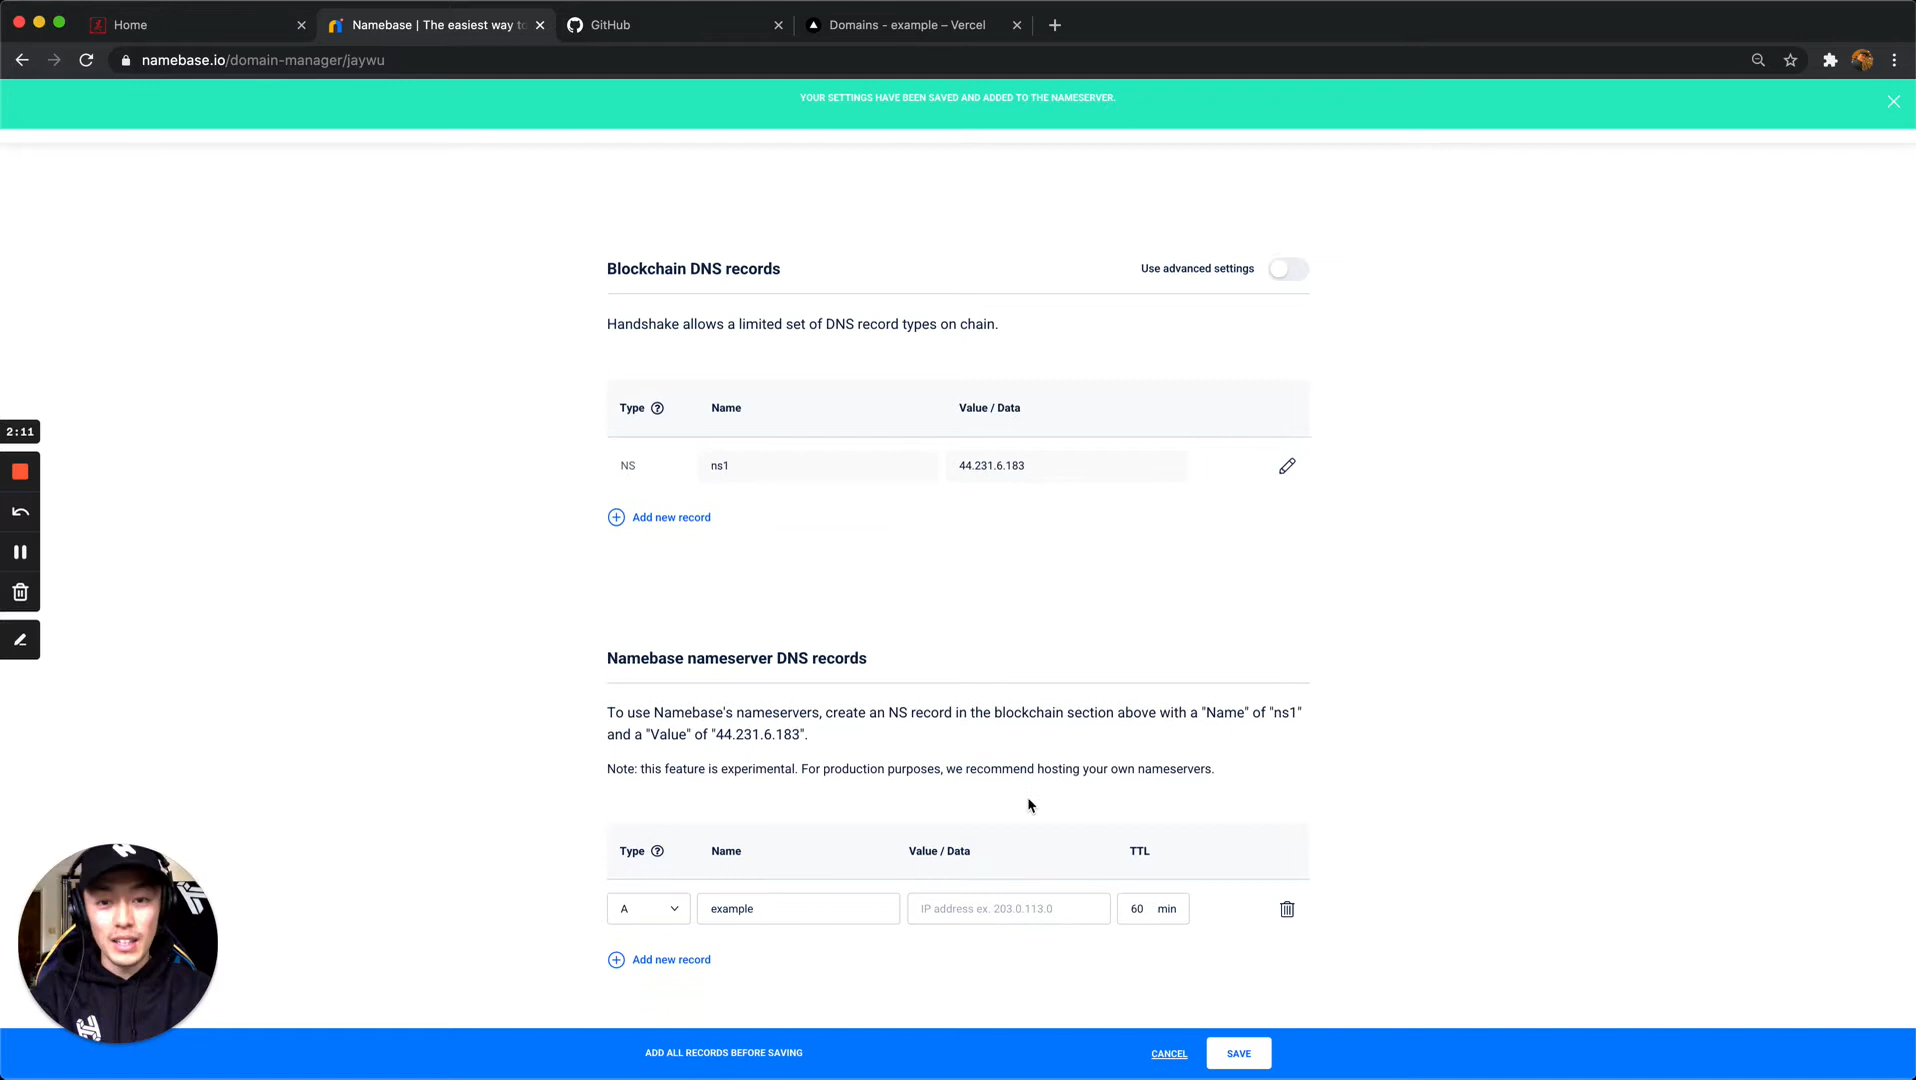 Home
Namebase | The easiest way to
GitHub
Domains - example – Vercel
namebase.io/domain-manager/jaywu
YOUR SETTINGS HAVE BEEN SAVED AND ADDED TO THE NAMESERVER.
Blockchain DNS records
Use advanced settings
Handshake allows a limited set of DNS record types on chain.
Type ?
Name
Value / Data
NS
ns1
44.231.6.183
Add new record
2:11
Namebase nameserver DNS records
To use Namebase's nameservers, create an NS record in the blockchain section above with a "Name" of "ns1"
and a "Value" of "44.231.6.183".
Note: this feature is experimental. For production purposes, we recommend hosting your own nameservers.
Type ?
Name
Value / Data
TTL
A
example
IP address ex. 203.0.113.0
60 min
Add new record
ADD ALL RECORDS BEFORE SAVING
CANCEL
SAVE